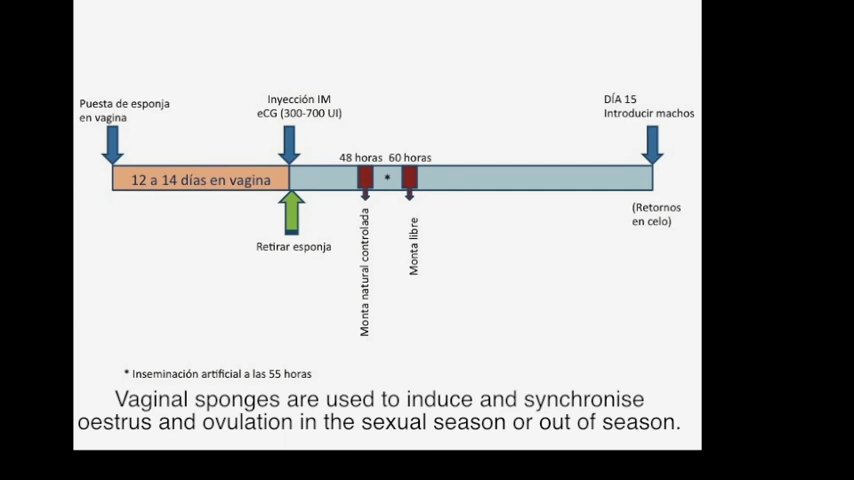 Puesta de esponja
en vagina
Inyección IM
eCG (300-700 UI)
DÍA 15
Introducir machos
48 horas
60 horas
12 a 14 días en vagina
*
Retirar esponja
Monta natural controlada
Monta libre
(Retornos
en celo)
* Inseminación artificial a las 55 horas
Vaginal sponges are used to induce and synchronise
oestrus and ovulation in the sexual season or out of season.